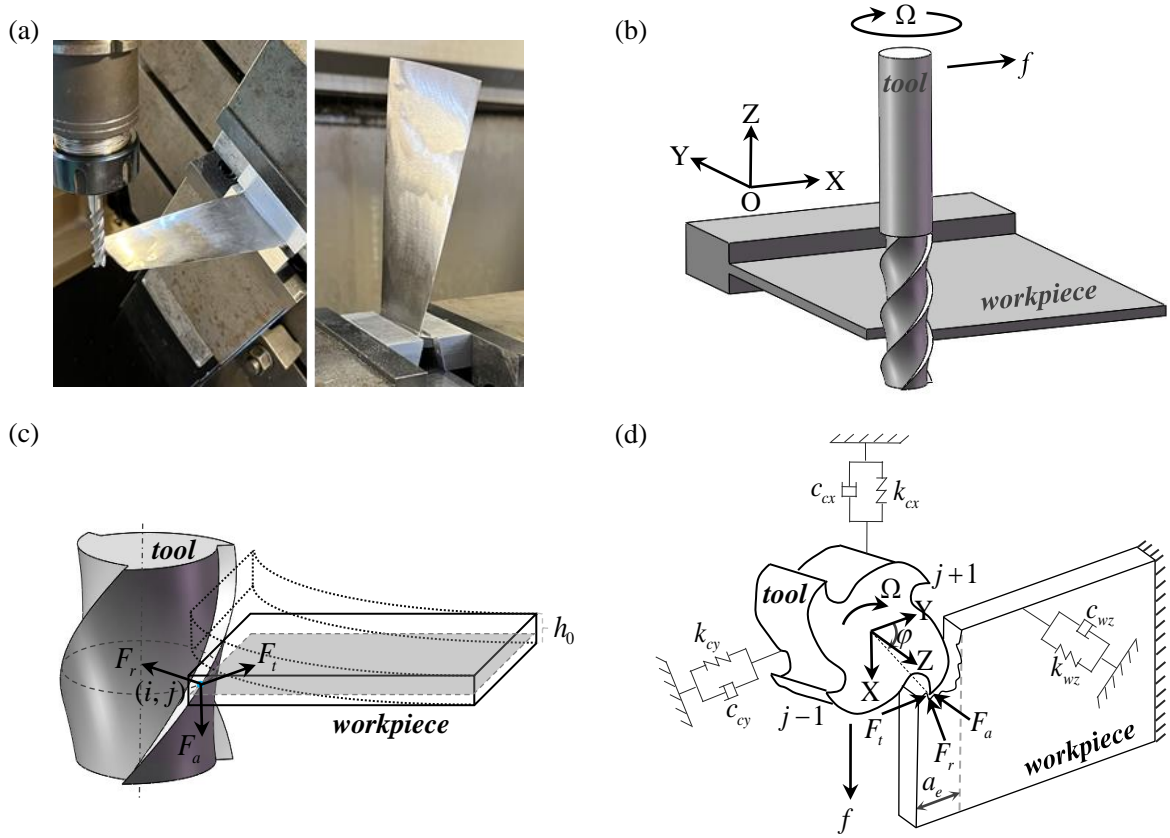 (a)
(b)
Ω
f
tool
Z
Y
X
O
workpiece
(c)
tool
h₀
F_r
F_t
(i, j)
F_a
workpiece
(d)
c_cx
k_cx
j+1
tool
Ω
Y
φ
Z
X
k_cy
c_cy
j−1
c_wz
k_wz
F_t
F_a
F_r
workpiece
a_e
f